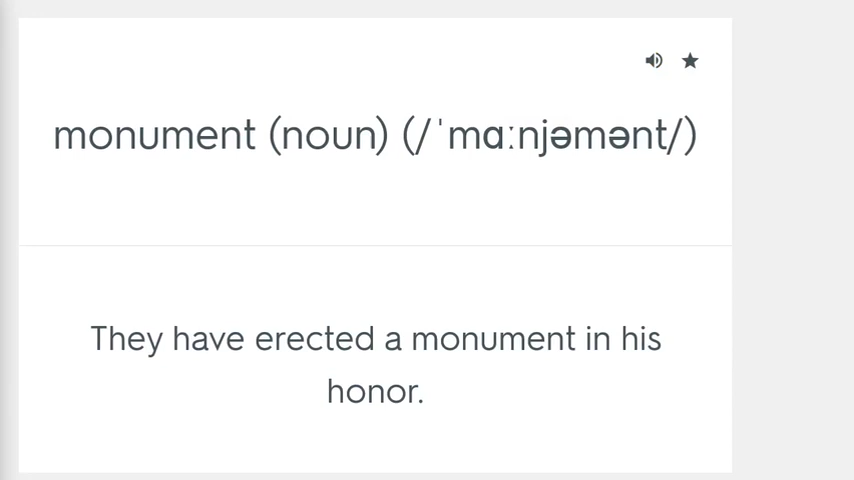 monument (noun) (/ˈmɑːnjəmənt/)
They have erected a monument in his
honor.